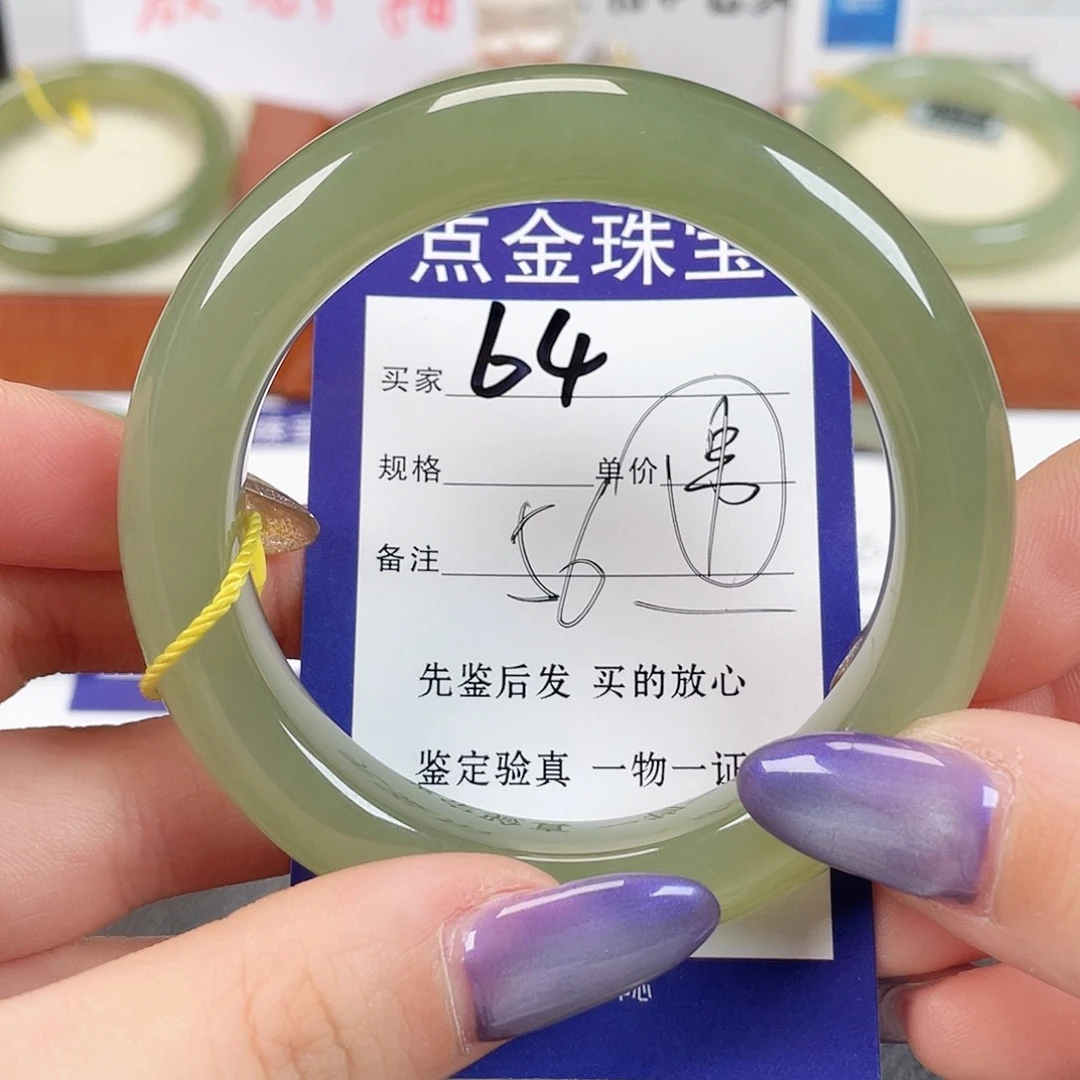 点金珠宝
买家 64
规格 单价
备注 56
先鉴后发 买的放心
鉴定验真 一物一证